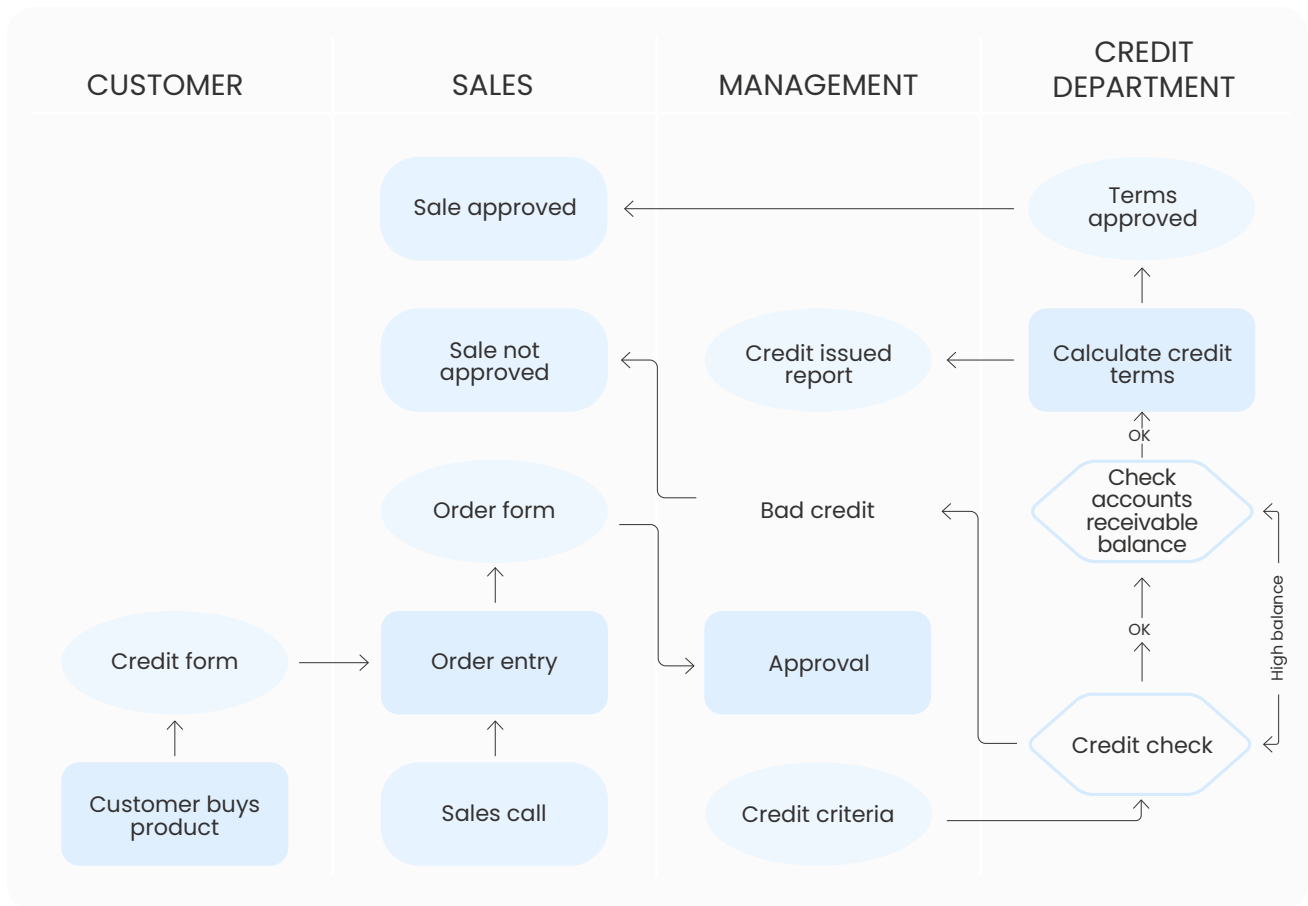 CUSTOMER
SALES
MANAGEMENT
CREDIT
DEPARTMENT
Sale approved
Terms
approved
Sale not
approved
Credit issued
report
Calculate credit
terms
OK
Order form
Bad credit
Check
accounts
receivable
balance
High balance
OK
Credit form
Order entry
Approval
Credit check
Customer buys
product
Sales call
Credit criteria